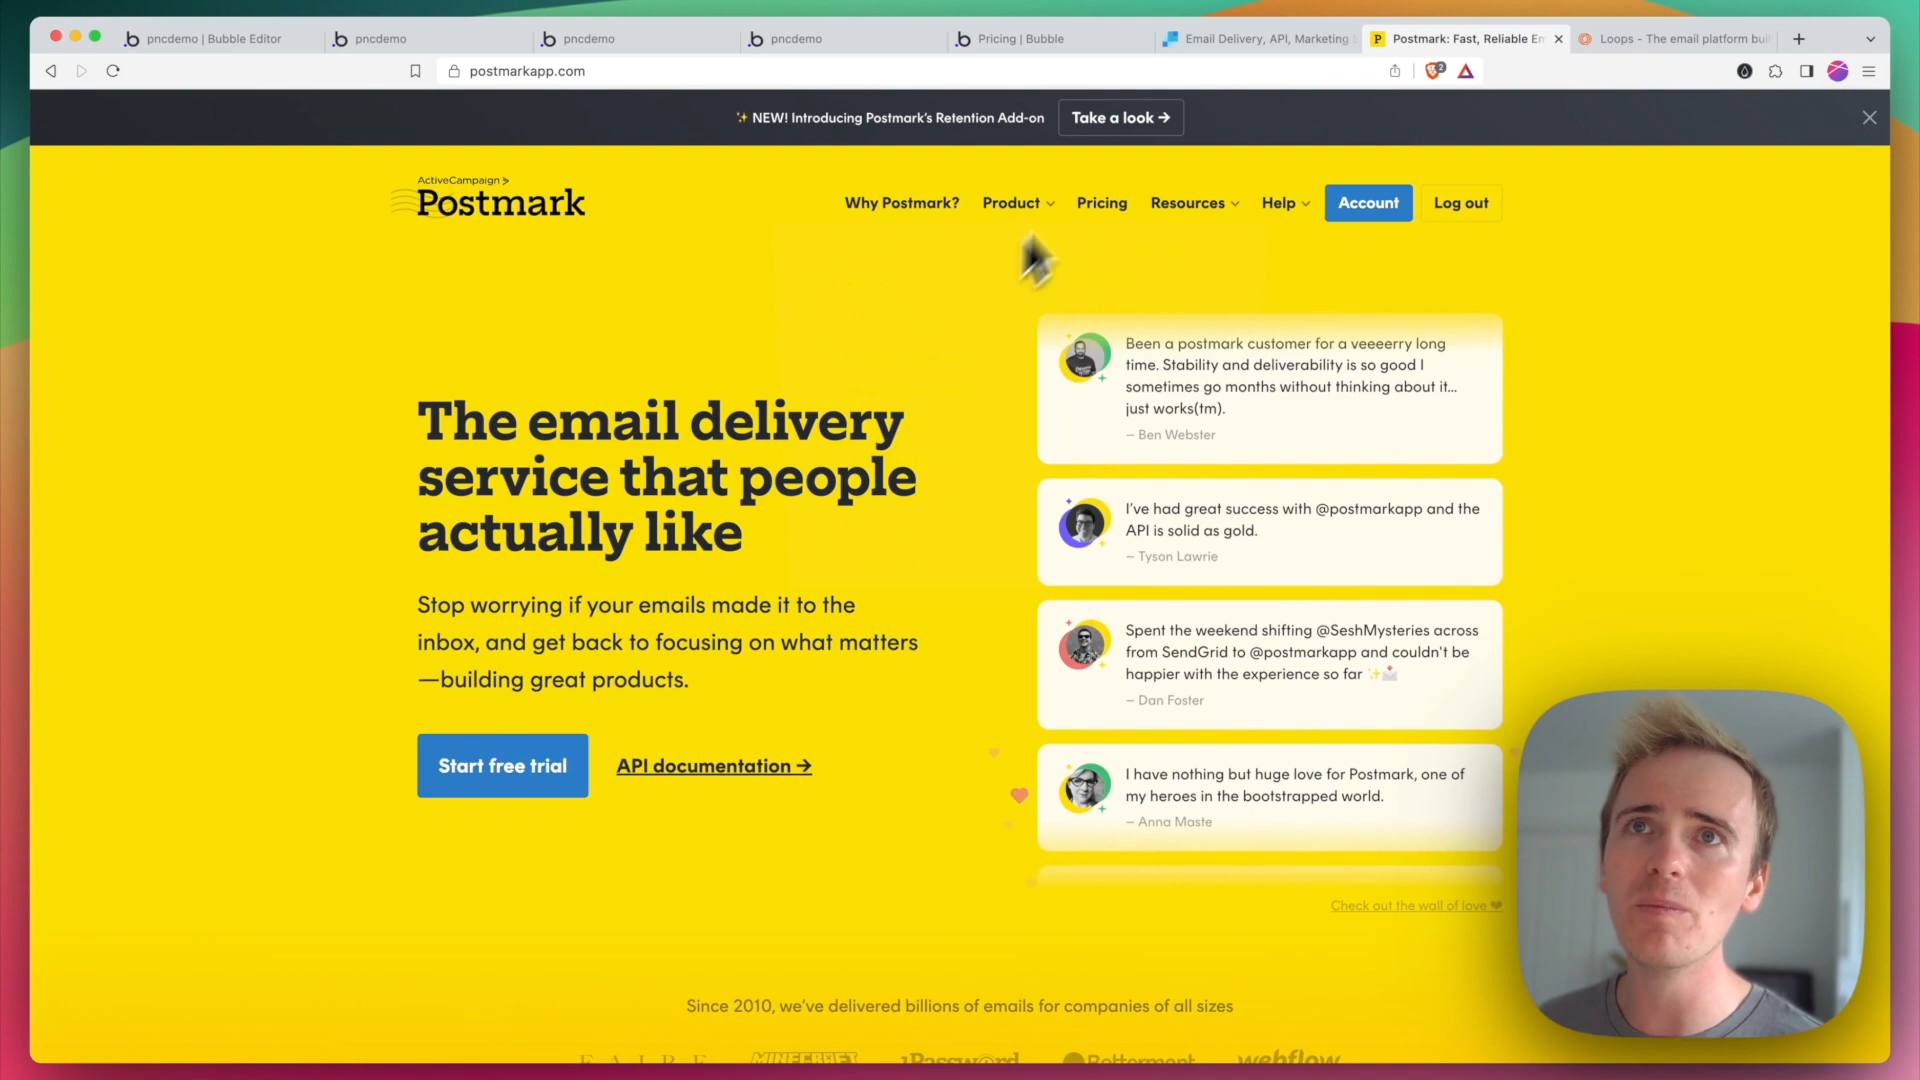 pncdemo | Bubble Editor
pncdemo
pncdemo
pncdemo
Pricing | Bubble
Email Delivery, API, Marketing
Postmark: Fast, Reliable Em
Loops - The email platform bui
postmarkapp.com
2
✨ NEW! Introducing Postmark's Retention Add-on
Take a look →
ActiveCampaign >
Postmark
Why Postmark?
Product
Pricing
Resources
Help
Account
Log out
The email delivery
service that people
actually like
Stop worrying if your emails made it to the
inbox, and get back to focusing on what matters
—building great products.
Start free trial
API documentation →
Been a postmark customer for a veeeerry long
time. Stability and deliverability is so good I
sometimes go months without thinking about it…
just works(tm).
– Ben Webster
I've had great success with @postmarkapp and the
API is solid as gold.
– Tyson Lawrie
Spent the weekend shifting @SeshMysteries across
from SendGrid to @postmarkapp and couldn't be
happier with the experience so far ✨📩
– Dan Foster
I have nothing but huge love for Postmark, one of
my heroes in the bootstrapped world.
– Anna Maste
Check out the wall of love ❤
Since 2010, we've delivered billions of emails for companies of all sizes
FAIRE
MINECRAFT
1Password
Betterment
webflow